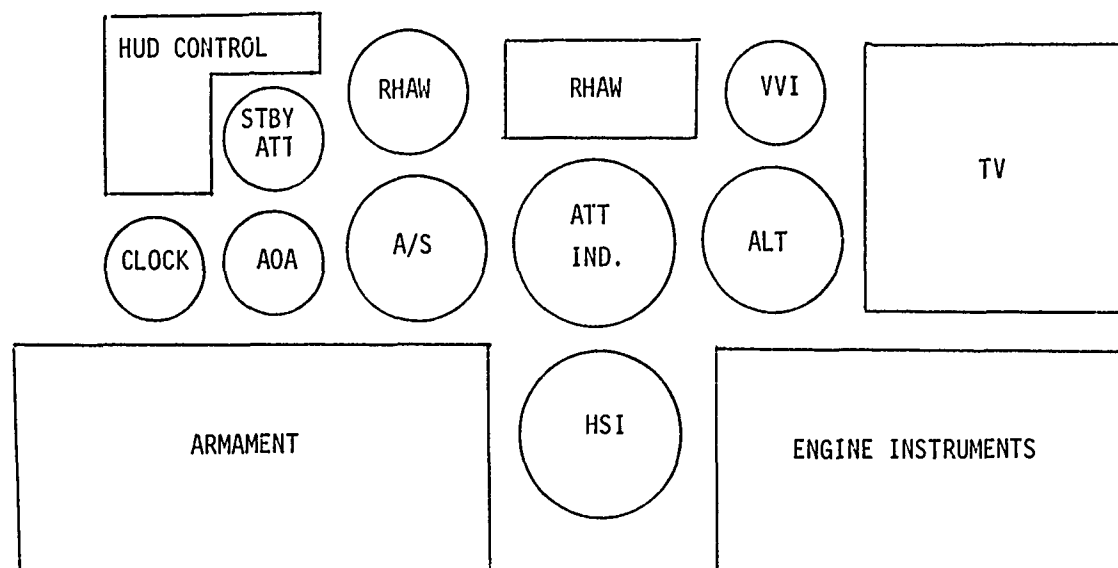 HUD CONTROL
STBY
ATT
RHAW
RHAW
VVI
TV
CLOCK
AOA
A/S
ATT
IND.
ALT
ARMAMENT
HSI
ENGINE INSTRUMENTS